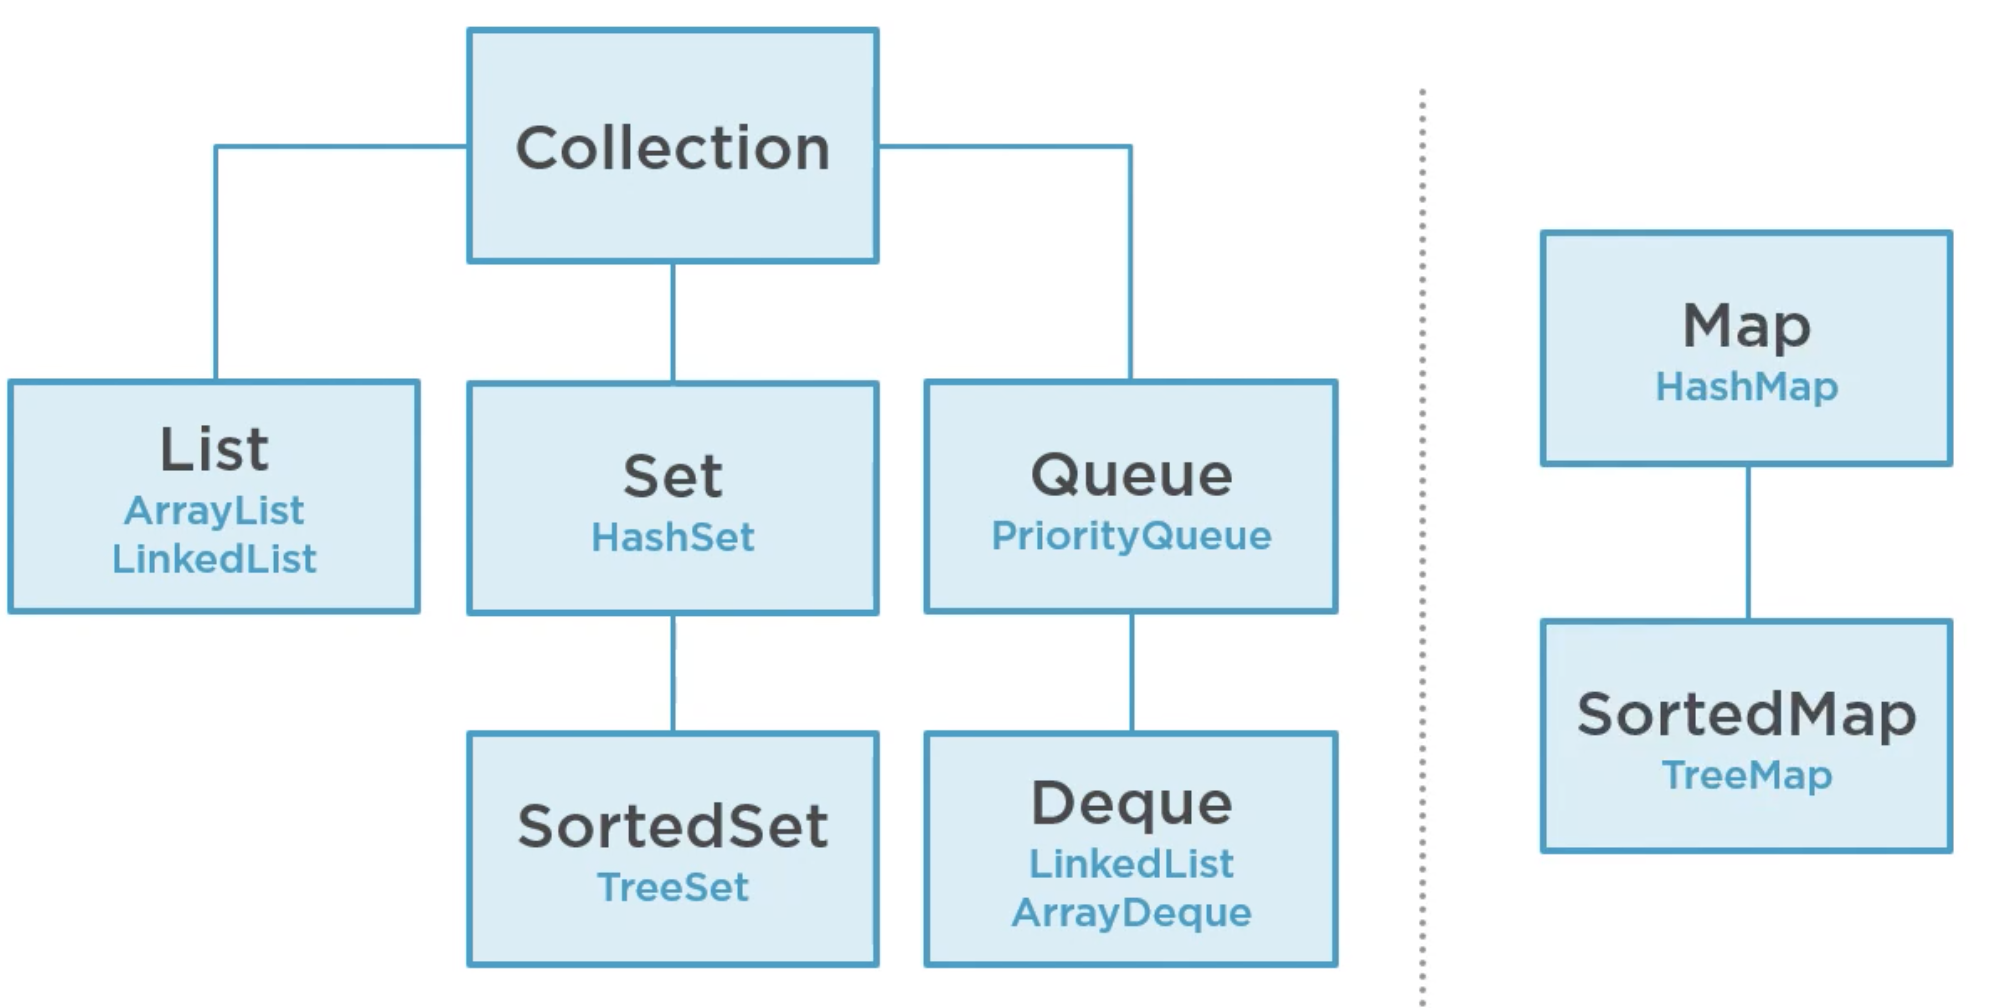 Collection
List
ArrayList
LinkedList
Set
HashSet
Queue
PriorityQueue
SortedSet
TreeSet
Deque
LinkedList
ArrayDeque
Map
HashMap
SortedMap
TreeMap